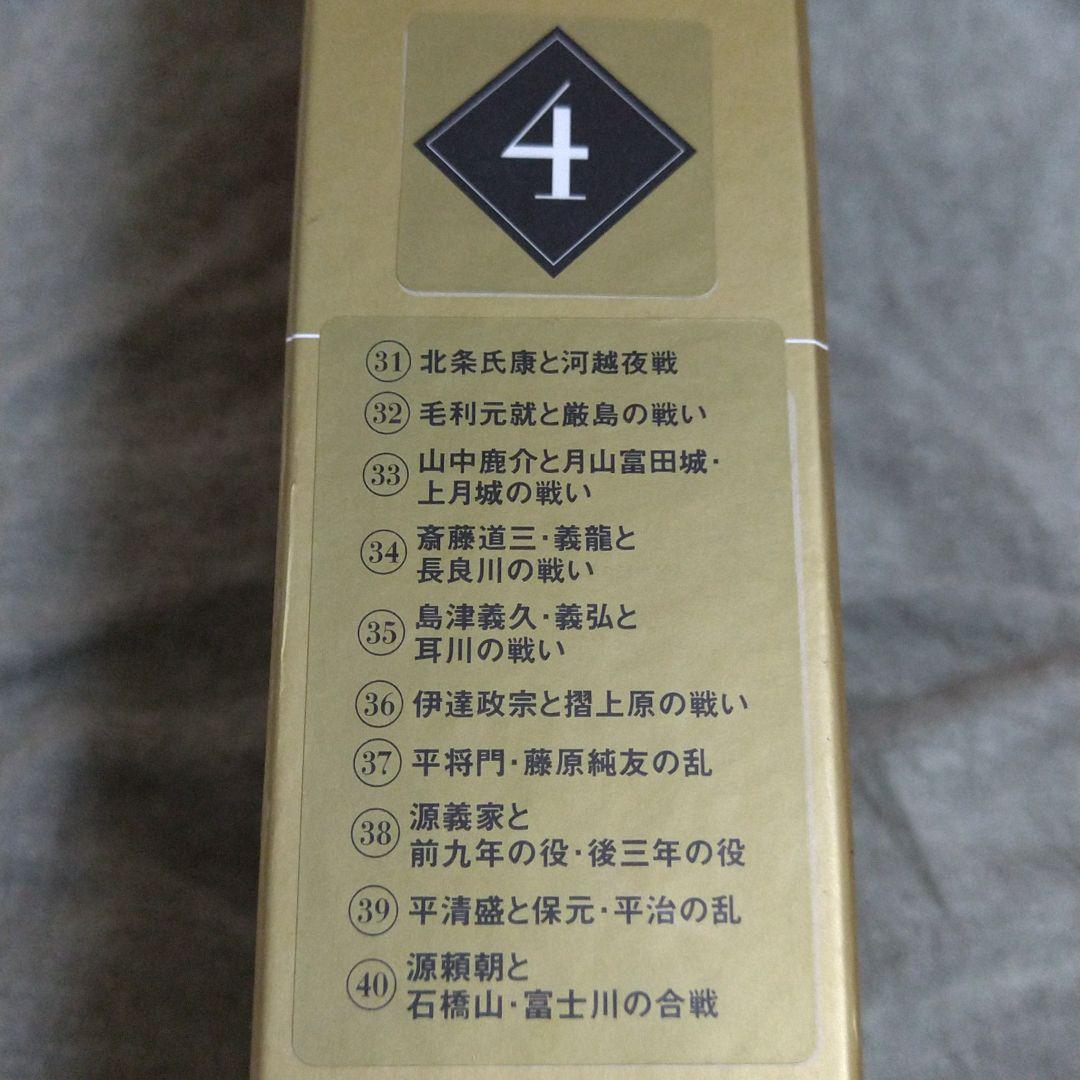 4
㉛ 北条氏康と河越夜戦
㉜ 毛利元就と厳島の戦い
㉝ 山中鹿介と月山富田城・
上月城の戦い
㉞ 斎藤道三・義龍と
長良川の戦い
㉟ 島津義久・義弘と
耳川の戦い
㊱ 伊達政宗と摺上原の戦い
㊲ 平将門・藤原純友の乱
㊳ 源義家と
前九年の役・後三年の役
㊴ 平清盛と保元・平治の乱
㊵ 源頼朝と
石橋山・富士川の合戦